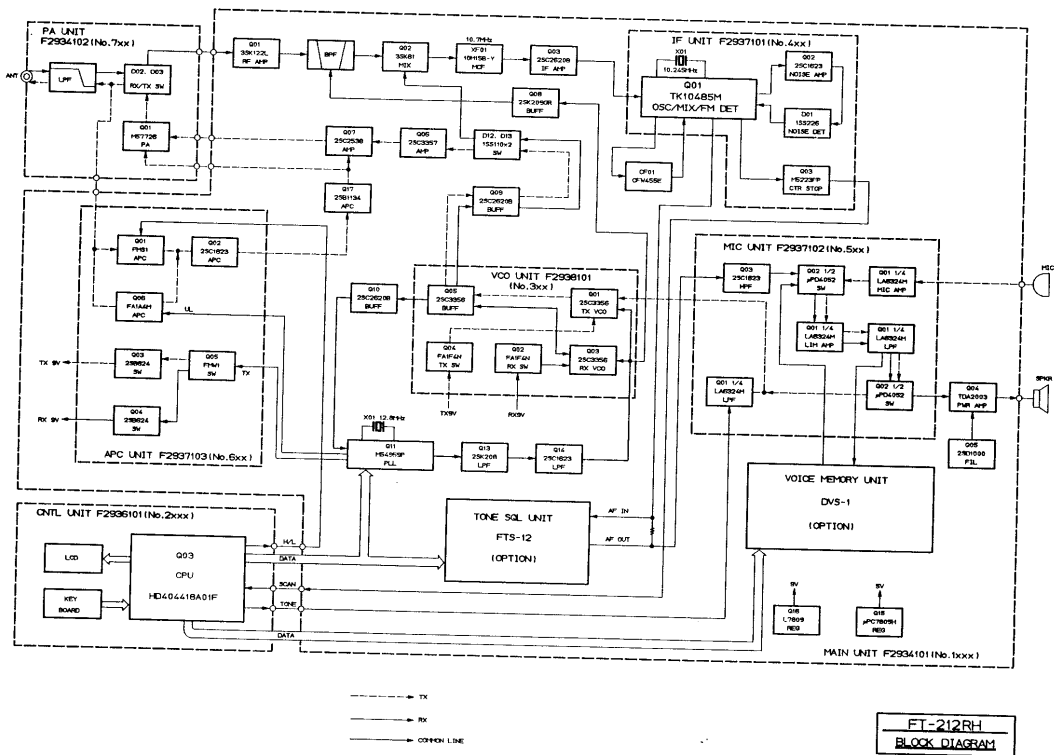 PA UNIT
F2934102(No.7xx)
ANT
LPF
D02, D03
RX/TX SW
Q01
M57726
PA
Q01
3SK122L
RF AMP
BPF
Q02
3SK81
MIX
10.7MHz
XF01
10M15B-Y
MCF
Q03
2SC2620B
IF AMP
Q08
2SK209GR
BUFF
Q07
2SC2538
AMP
Q06
2SC3357
AMP
D12, D13
1SS110x2
SW
Q17
2SB1134
APC
Q09
2SC2620B
BUFF
IF UNIT F2937101(No.4xx)
X01
10.245MHz
Q01
TK10485M
OSC/MIX/FM DET
Q02
2SC1623
NOISE AMP
D01
1SS226
NOISE DET
CF01
CFW455E
Q03
M5223FP
CTR STOP
Q01
FMS1
APC
Q02
2SC1623
APC
Q06
FA1A4M
APC
UL
TX 9V
Q03
2SB624
SW
Q05
FMW1
SW
TX
RX 9V
Q04
2SB624
SW
APC UNIT F2937103(No.6xx)
Q10
2SC2620B
BUFF
VCO UNIT F2936101
(No.3xx)
Q05
2SC3356
BUFF
Q01
2SC3356
TX VCO
Q04
FA1F4N
TX SW
Q02
FA1F4N
RX SW
Q03
2SC3356
RX VCO
TX9V
RX9V
MIC UNIT F2937102(No.5xx)
Q03
2SC1623
HPF
Q02 1/2
μPD4052
SW
Q01 1/4
LA6324M
MIC AMP
MIC
Q01 1/4
LA6324M
LIM AMP
Q01 1/4
LA6324M
LPF
Q01 1/4
LA6324M
LPF
Q02 1/2
μPD4052
SW
Q04
TDA2003
PWR AMP
SPKR
Q05
2SD1000
FIL
X01 12.8MHz
Q11
M54959P
PLL
Q13
2SK208
LPF
Q14
2SC1623
LPF
VOICE MEMORY UNIT
DVS-1
(OPTION)
TONE SQL UNIT
FTS-12
(OPTION)
AF IN
AF OUT
CNTL UNIT F2936101(No.2xxx)
LCD
KEY
BOARD
Q03
CPU
HD404418A01F
H/L
DATA
SCAN
TONE
DATA
9V
Q16
L7809
REG
5V
Q15
μPC7805H
REG
MAIN UNIT F2934101(No.1xxx)
TX
RX
COMMON LINE
FT-212RH
BLOCK DIAGRAM